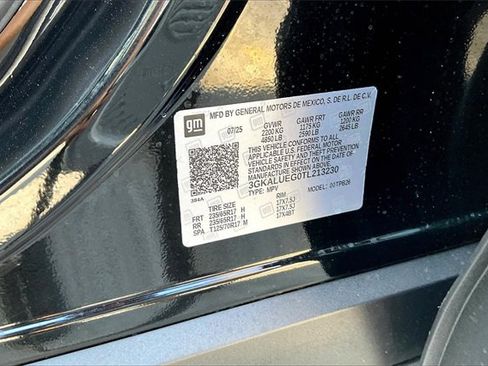 gm
MFD BY GENERAL MOTORS DE MEXICO, S. DE R.L. DE C.V.
07/25 GVWR GAWR FRT GAWR RR
2200 KG 1175 KG 1200 KG
4850 LB 2590 LB 2645 LB
THIS VEHICLE CONFORMS TO ALL
APPLICABLE U.S. FEDERAL MOTOR
VEHICLE SAFETY AND THEFT PREVENTION
STANDARDS IN EFFECT ON THE DATE OF
MANUFACTURE SHOWN ABOVE.
3GKALUEG0TL213230
TYPE: MPV MODEL: 00TPB26
TIRE SIZE RIM
FRT 235/65R17 H 17X7.5J
RR 235/65R17 H 17X7.5J
SPA T125/70R17 M 17X4BT